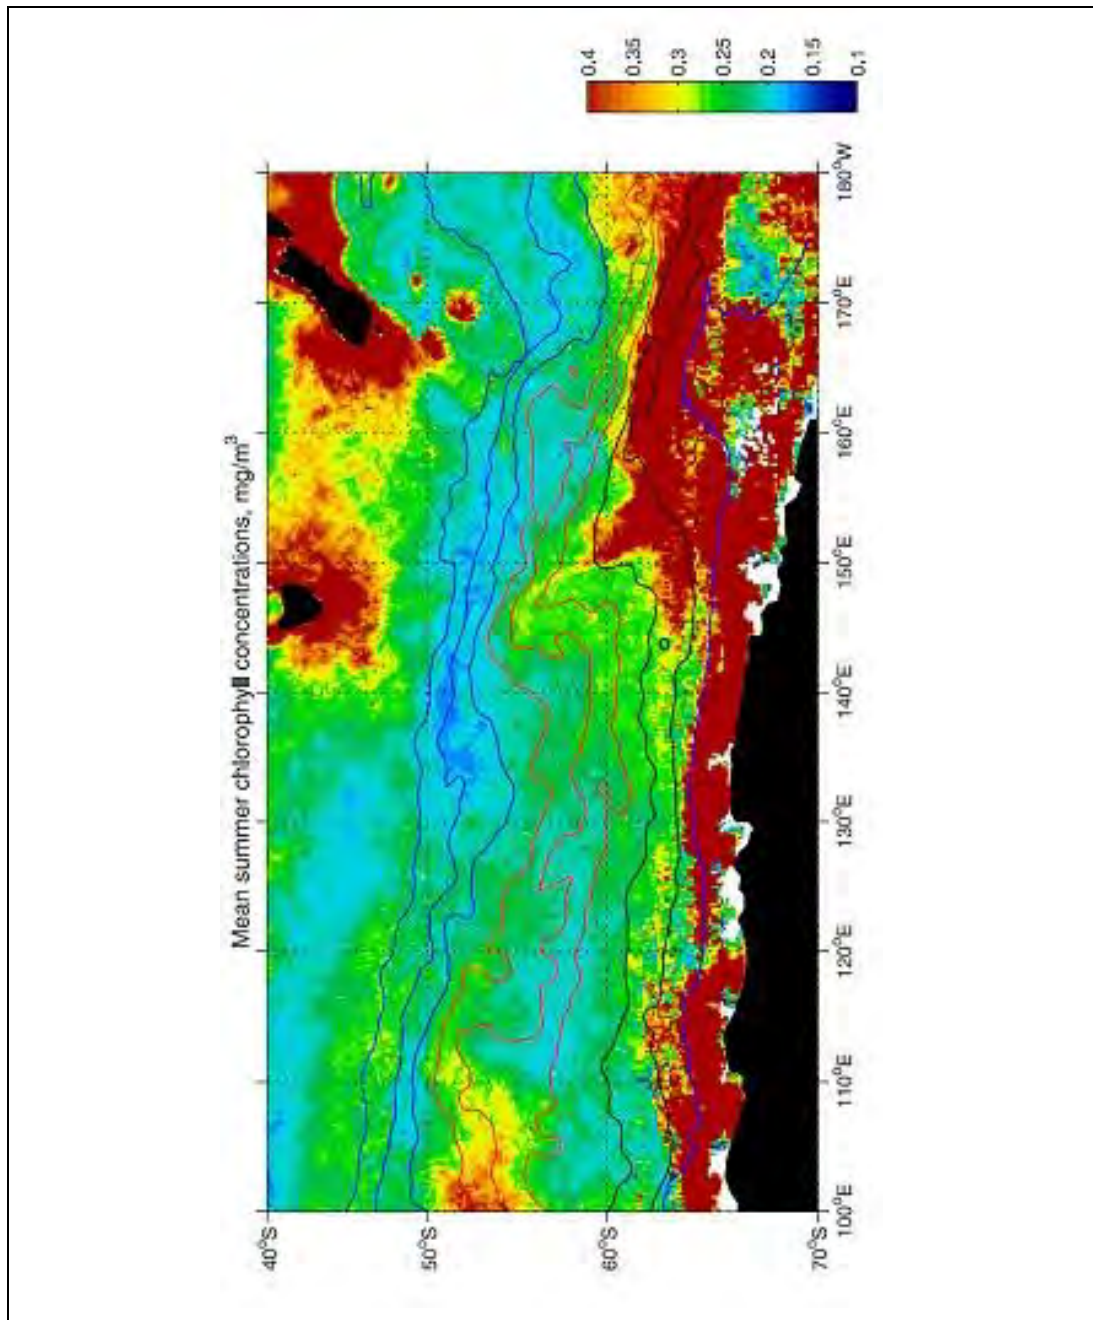 Mean summer chlorophyll concentrations, mg/m³
40°S
50°S
60°S
70°S
100°E
110°E
120°E
130°E
140°E
150°E
160°E
170°E
180°W
0.4
0.35
0.3
0.25
0.2
0.15
0.1